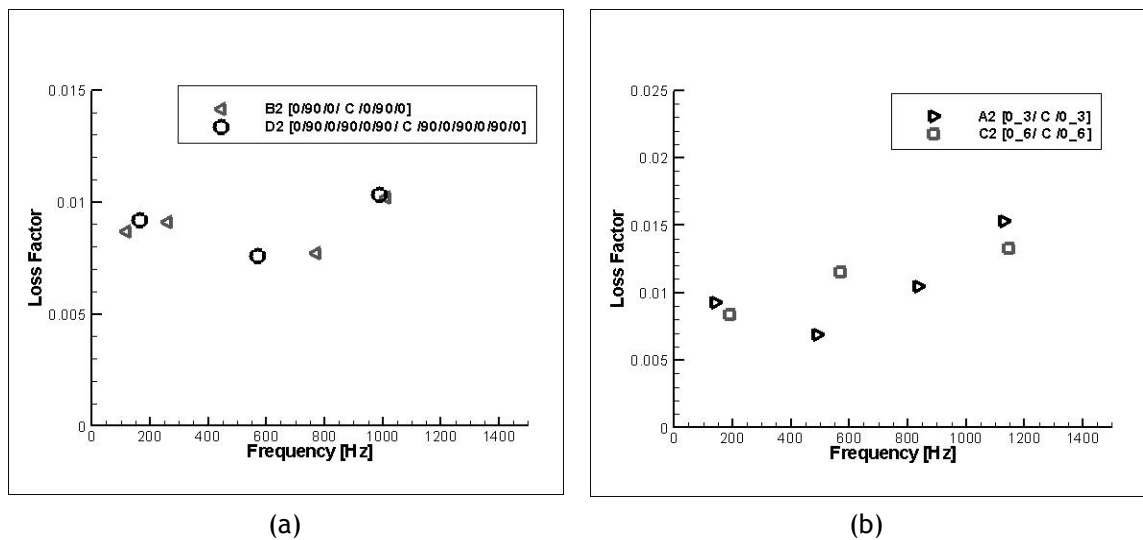 0.015
0.01
0.005
0
Loss Factor
B2 [0/90/0/ C /0/90/0]
D2 [0/90/0/90/0/90/ C /90/0/90/0/90/0]
0 200 400 600 800 1000 1200 1400
Frequency [Hz]
(a)
0.025
0.02
0.015
0.01
0.005
0
Loss Factor
A2 [0_3/ C /0_3]
C2 [0_6/ C /0_6]
0 200 400 600 800 1000 1200 1400
Frequency [Hz]
(b)